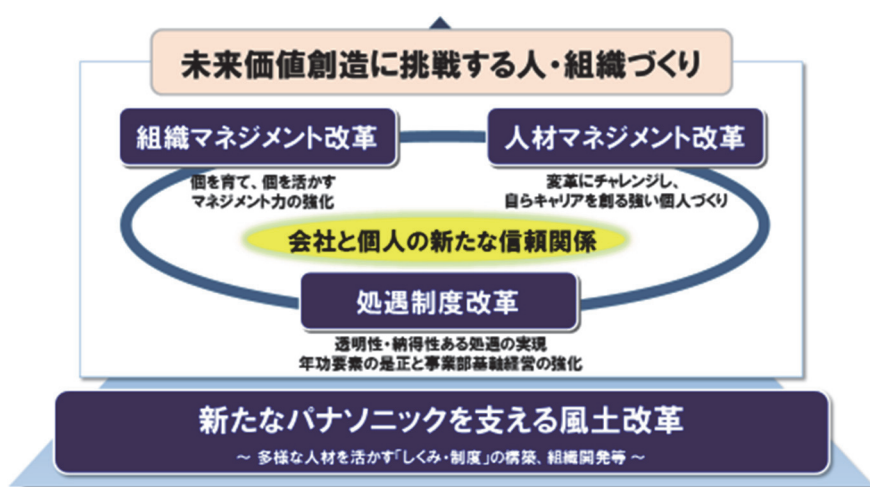 未来価値創造に挑戦する人・組織づくり
組織マネジメント改革
人材マネジメント改革
個を育て、個を活かす
マネジメント力の強化
変革にチャレンジし、
自らキャリアを創る強い個人づくり
会社と個人の新たな信頼関係
処遇制度改革
透明性・納得性ある処遇の実現
年功要素の是正と事業部基軸経営の強化
新たなパナソニックを支える風土改革
～ 多様な人材を活かす「しくみ・制度」の構築、組織開発等 ～